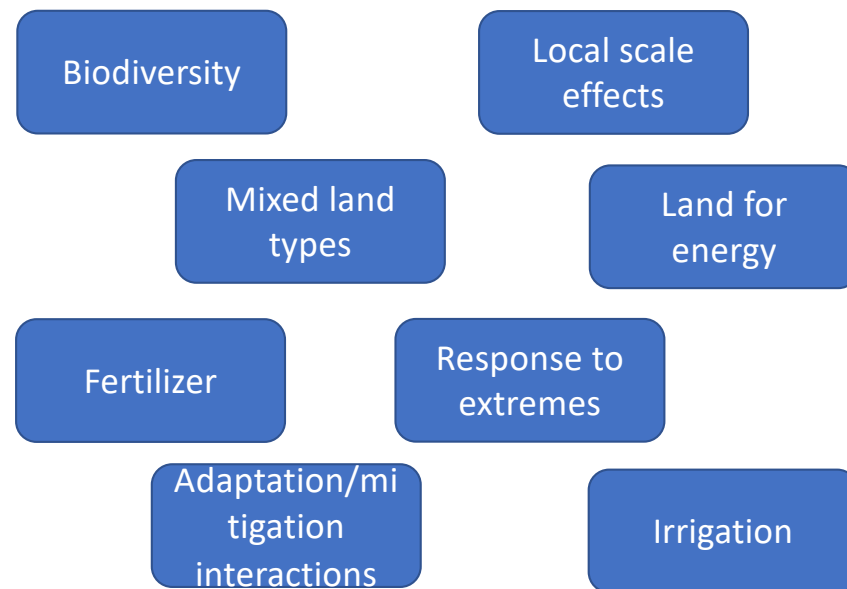 Biodiversity
Local scale
effects
Mixed land
types
Land for
energy
Fertilizer
Response to
extremes
Adaptation/mi
tigation
interactions
Irrigation